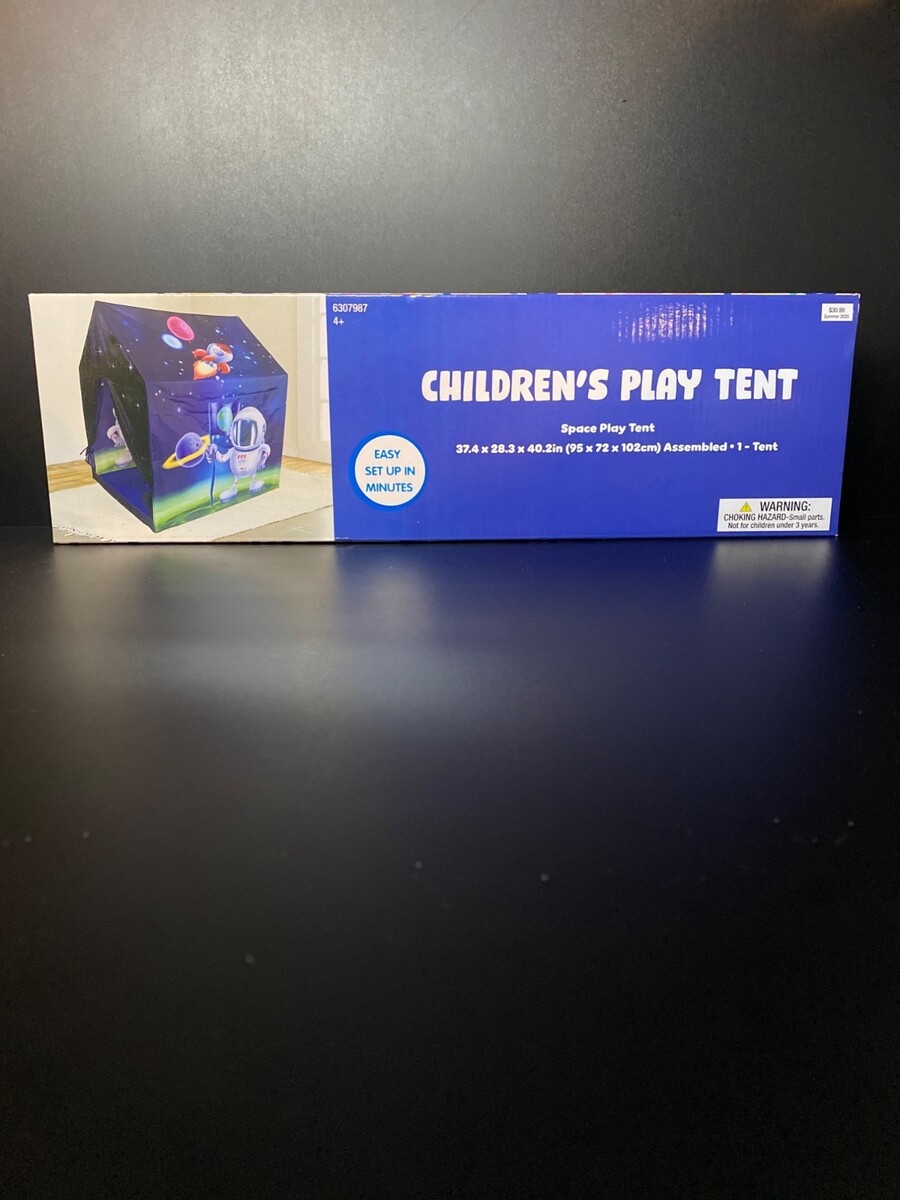 6307987
4+
$30.99
Summer 2025
CHILDREN'S PLAY TENT
Space Play Tent
37.4 x 28.3 x 40.2in (95 x 72 x 102cm) Assembled • 1 - Tent
EASY
SET UP IN
MINUTES
WARNING:
CHOKING HAZARD-Small parts.
Not for children under 3 years.